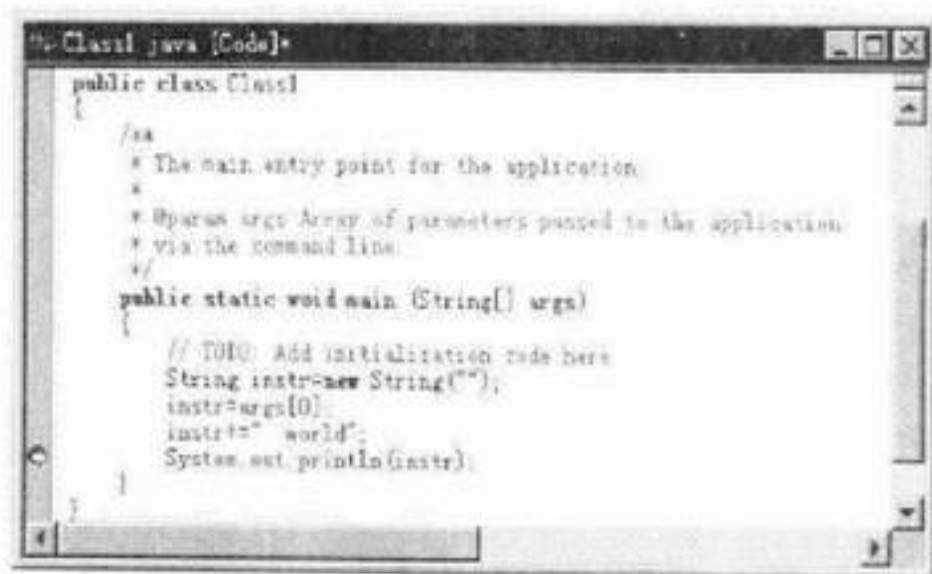 Class1 java [Code]*
public class Class1
{
/**
* The main entry point for the application
*
* @param args Array of parameters passed to the application
* via the command line
*/
public static void main (String[] args)
{
// TODO: Add initialization code here
String instr=new String("");
instr=args[0];
instr+=" world";
System.out.println(instr);
}
}